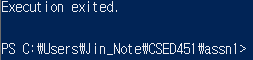 Execution exited.
PS C:₩Users₩Jin_Note₩CSED451₩assn1>